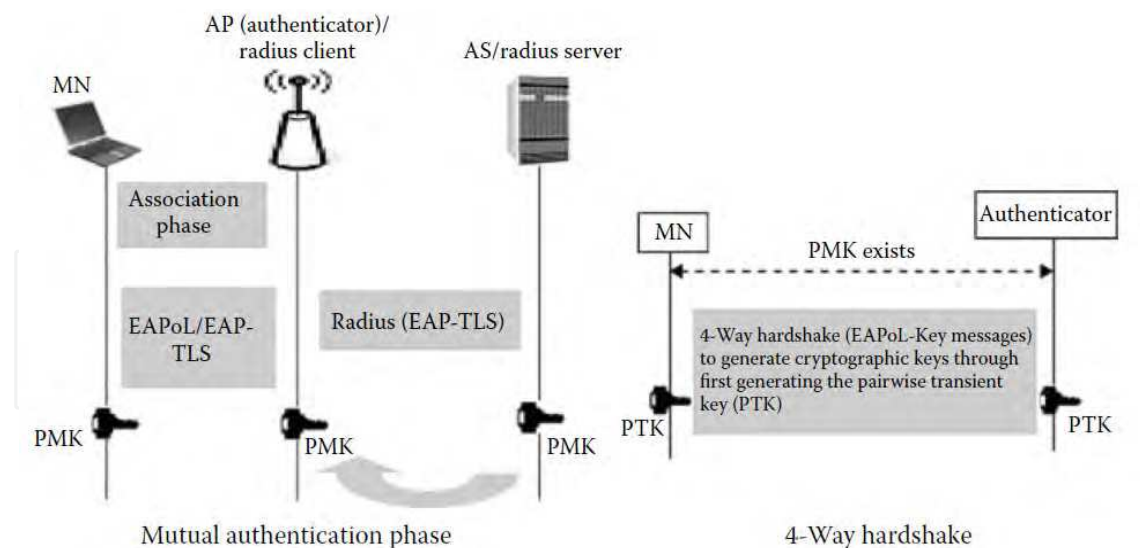 AP (authenticator)/
radius client
AS/radius server
MN
Association
phase
EAPoL/EAP-
TLS
Radius (EAP-TLS)
PMK
PMK
PMK
Mutual authentication phase
MN
Authenticator
PMK exists
4-Way hardshake (EAPoL-Key messages)
to generate cryptographic keys through
first generating the pairwise transient
key (PTK)
PTK
PTK
4-Way hardshake